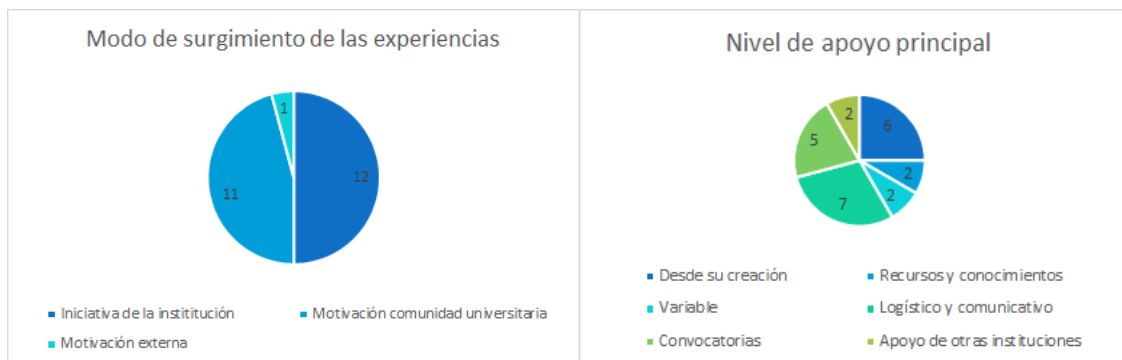 Modo de surgimiento de las experiencias
1
11
12
Iniciativa de la instititución
Motivación comunidad universitaria
Motivación externa
Nivel de apoyo principal
2
6
5
2
2
7
Desde su creación
Recursos y conocimientos
Variable
Logístico y comunicativo
Convocatorias
Apoyo de otras instituciones